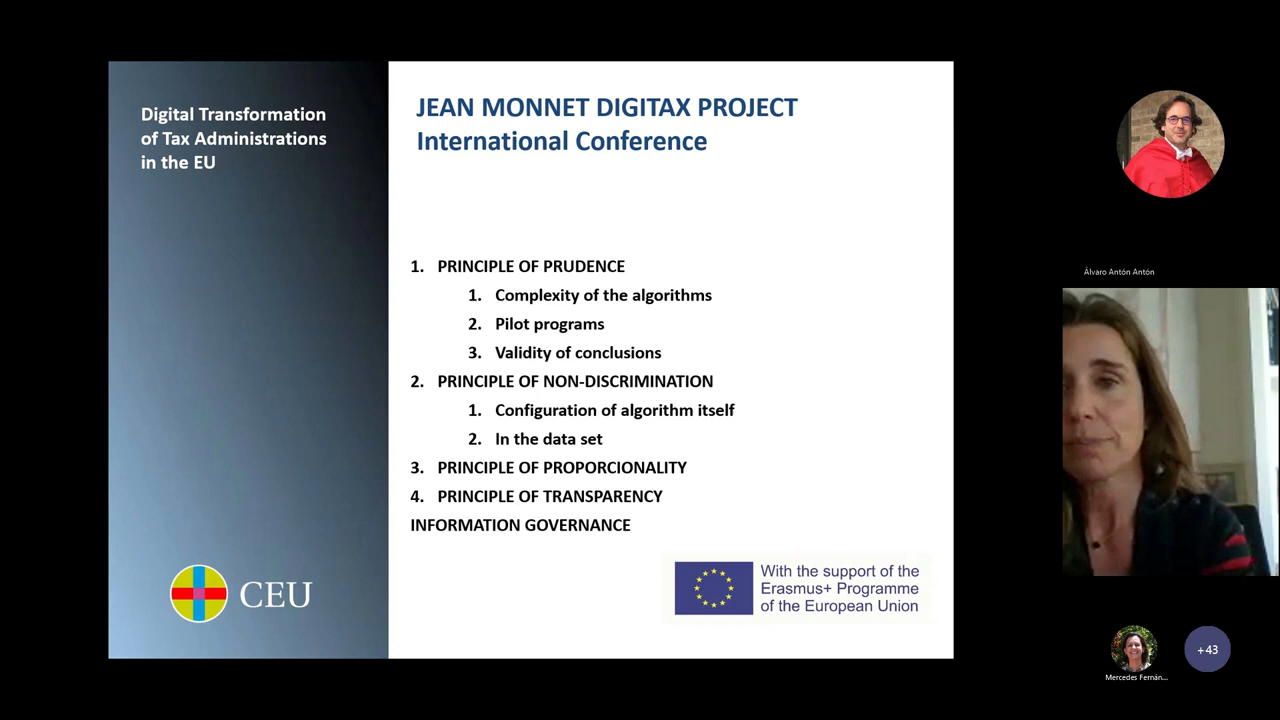 Digital Transformation
of Tax Administrations
in the EU
JEAN MONNET DIGITAX PROJECT
International Conference
1. PRINCIPLE OF PRUDENCE
1. Complexity of the algorithms
2. Pilot programs
3. Validity of conclusions
2. PRINCIPLE OF NON-DISCRIMINATION
1. Configuration of algorithm itself
2. In the data set
3. PRINCIPLE OF PROPORCIONALITY
4. PRINCIPLE OF TRANSPARENCY
INFORMATION GOVERNANCE
CEU
With the support of the
Erasmus+ Programme
of the European Union
Álvaro Antón Antón
Mercedes Fernán...
+43